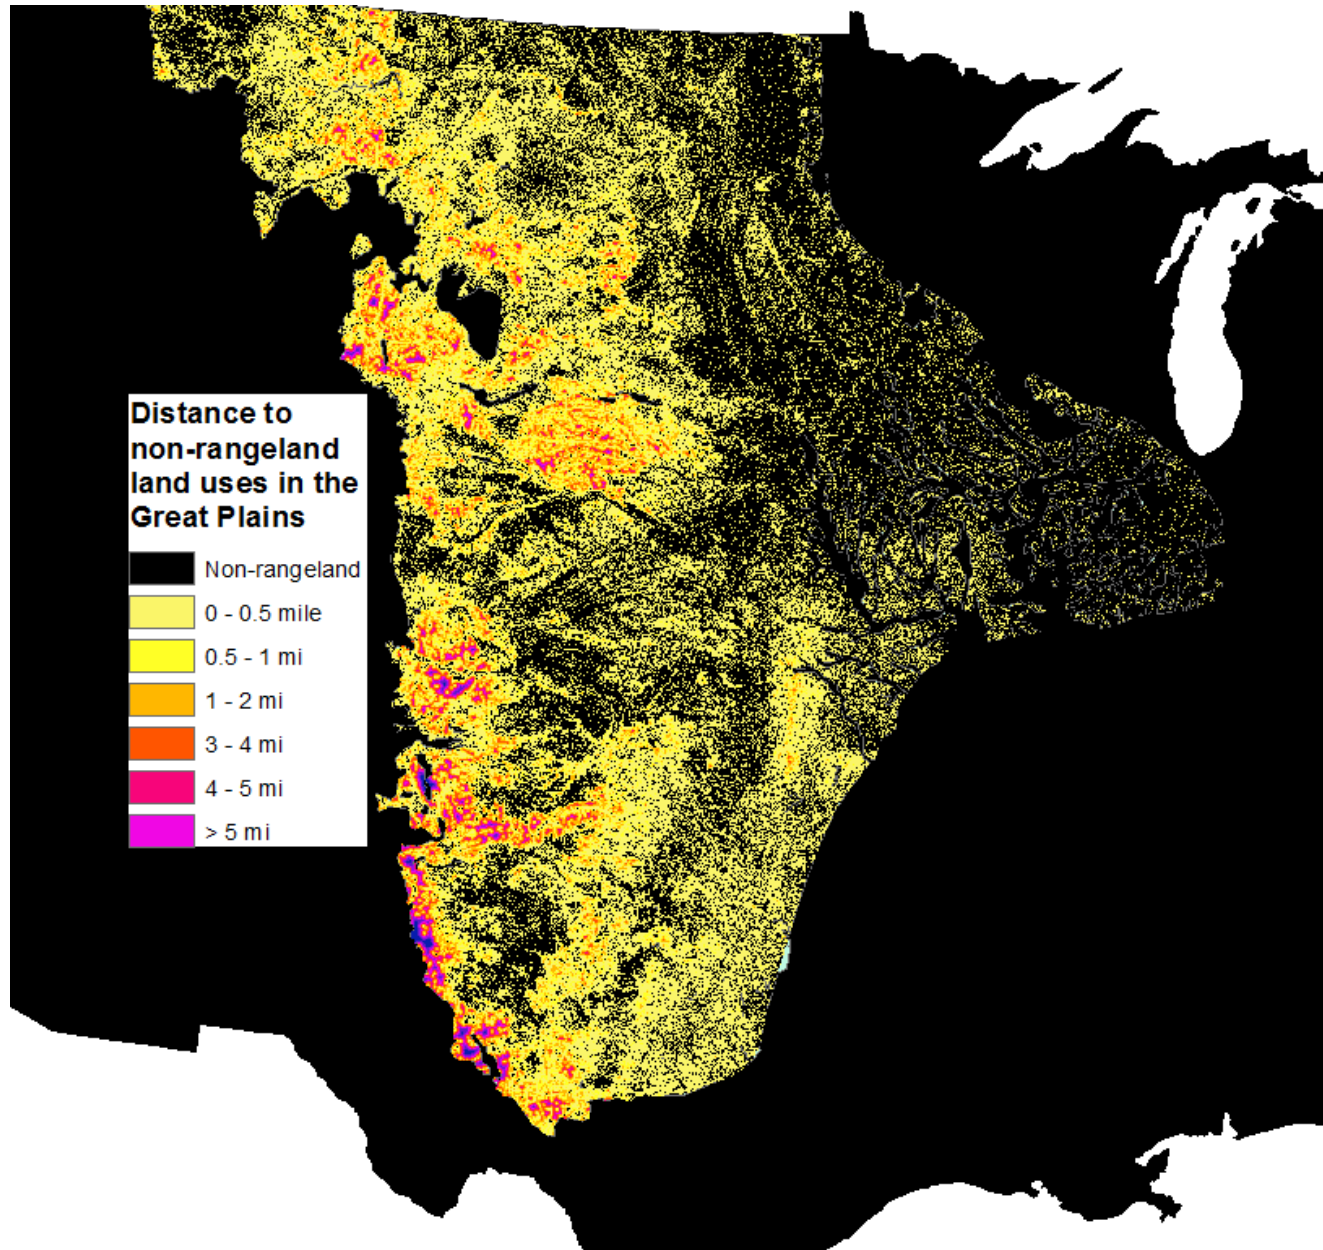 Distance to
non-rangeland
land uses in the
Great Plains
Non-rangeland
0 - 0.5 mile
0.5 - 1 mi
1 - 2 mi
3 - 4 mi
4 - 5 mi
> 5 mi